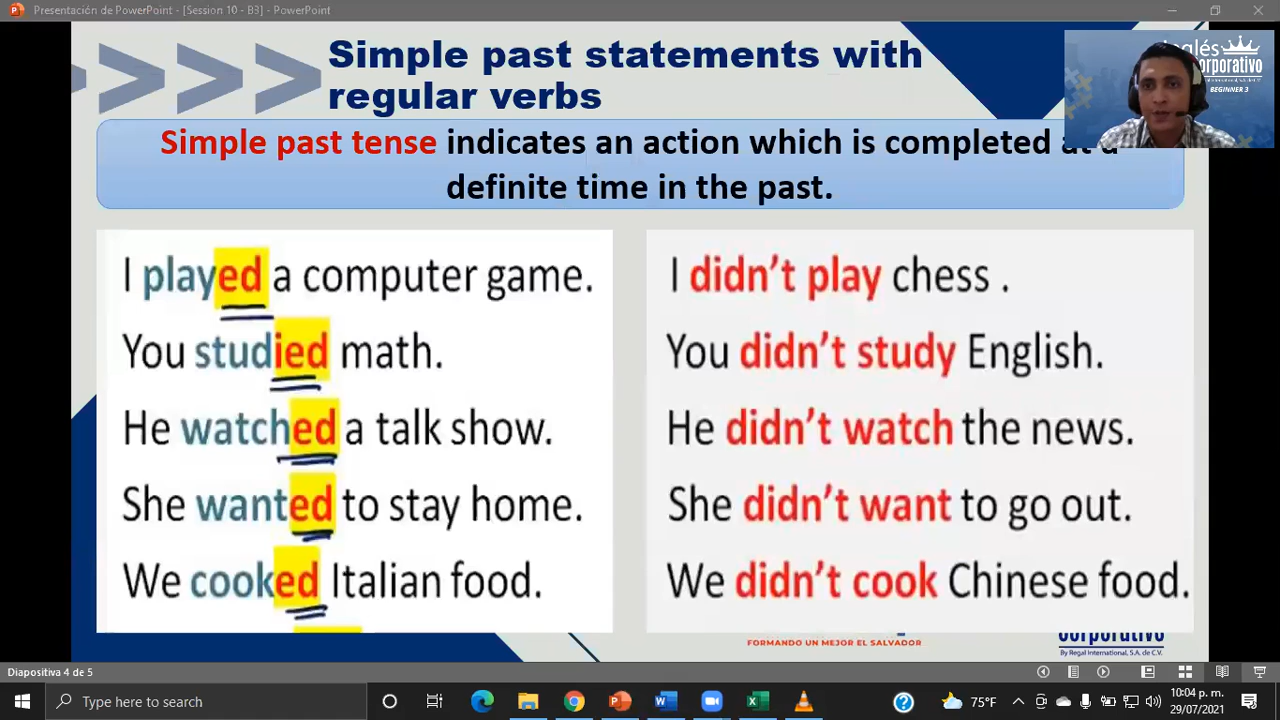 Presentación de PowerPoint - [Session 10 - B3] - PowerPoint
Simple past statements with
regular verbs
Inglés
Corporativo
BEGINNER 3
Simple past tense indicates an action which is completed at a
definite time in the past.
I played a computer game.
You studied math.
He watched a talk show.
She wanted to stay home.
We cooked Italian food.
I didn't play chess .
You didn't study English.
He didn't watch the news.
She didn't want to go out.
We didn't cook Chinese food.
FORMANDO UN MEJOR EL SALVADOR
Corporativo
By Regal International, S.A. de C.V.
Diapositiva 4 de 5
Type here to search
75°F
10:04 p. m.
29/07/2021